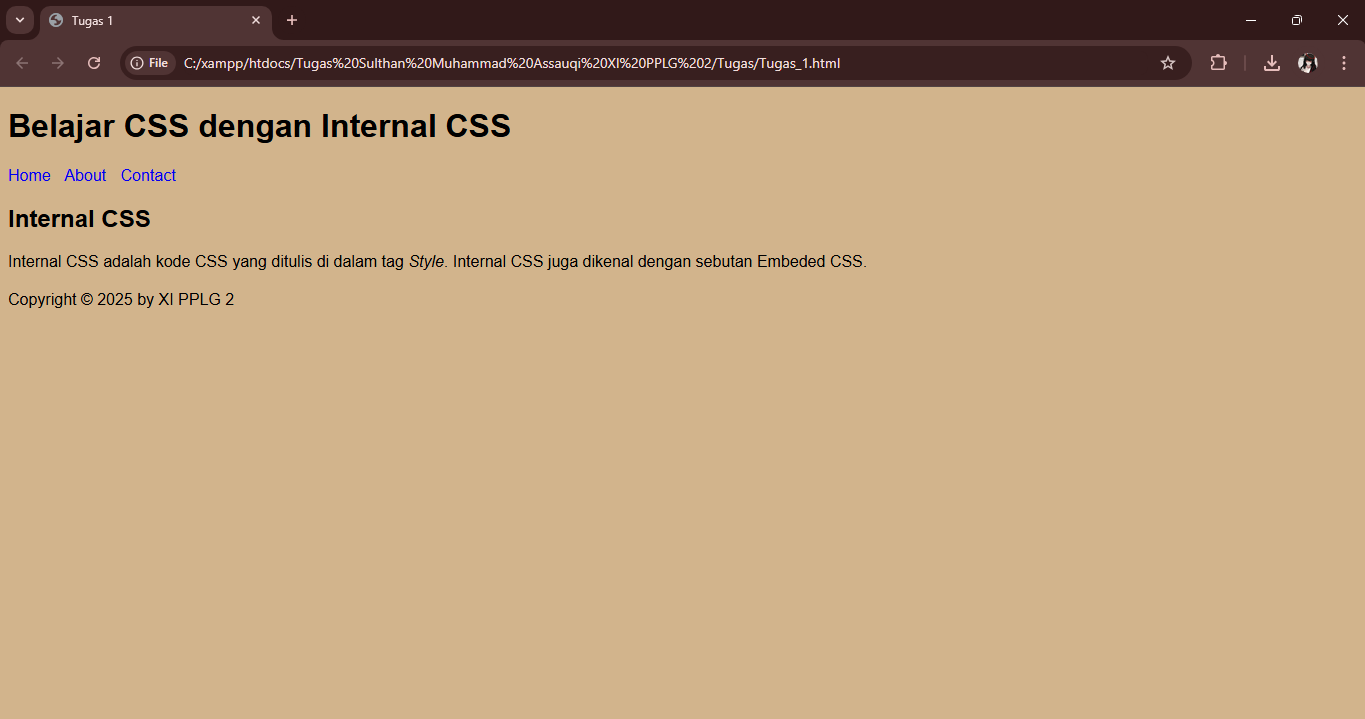 Tugas 1
File C:/xampp/htdocs/Tugas%20Sulthan%20Muhammad%20Assauqi%20XI%20PPLG%202/Tugas/Tugas_1.html
Belajar CSS dengan Internal CSS
Home About Contact
Internal CSS
Internal CSS adalah kode CSS yang ditulis di dalam tag Style. Internal CSS juga dikenal dengan sebutan Embeded CSS.
Copyright © 2025 by XI PPLG 2